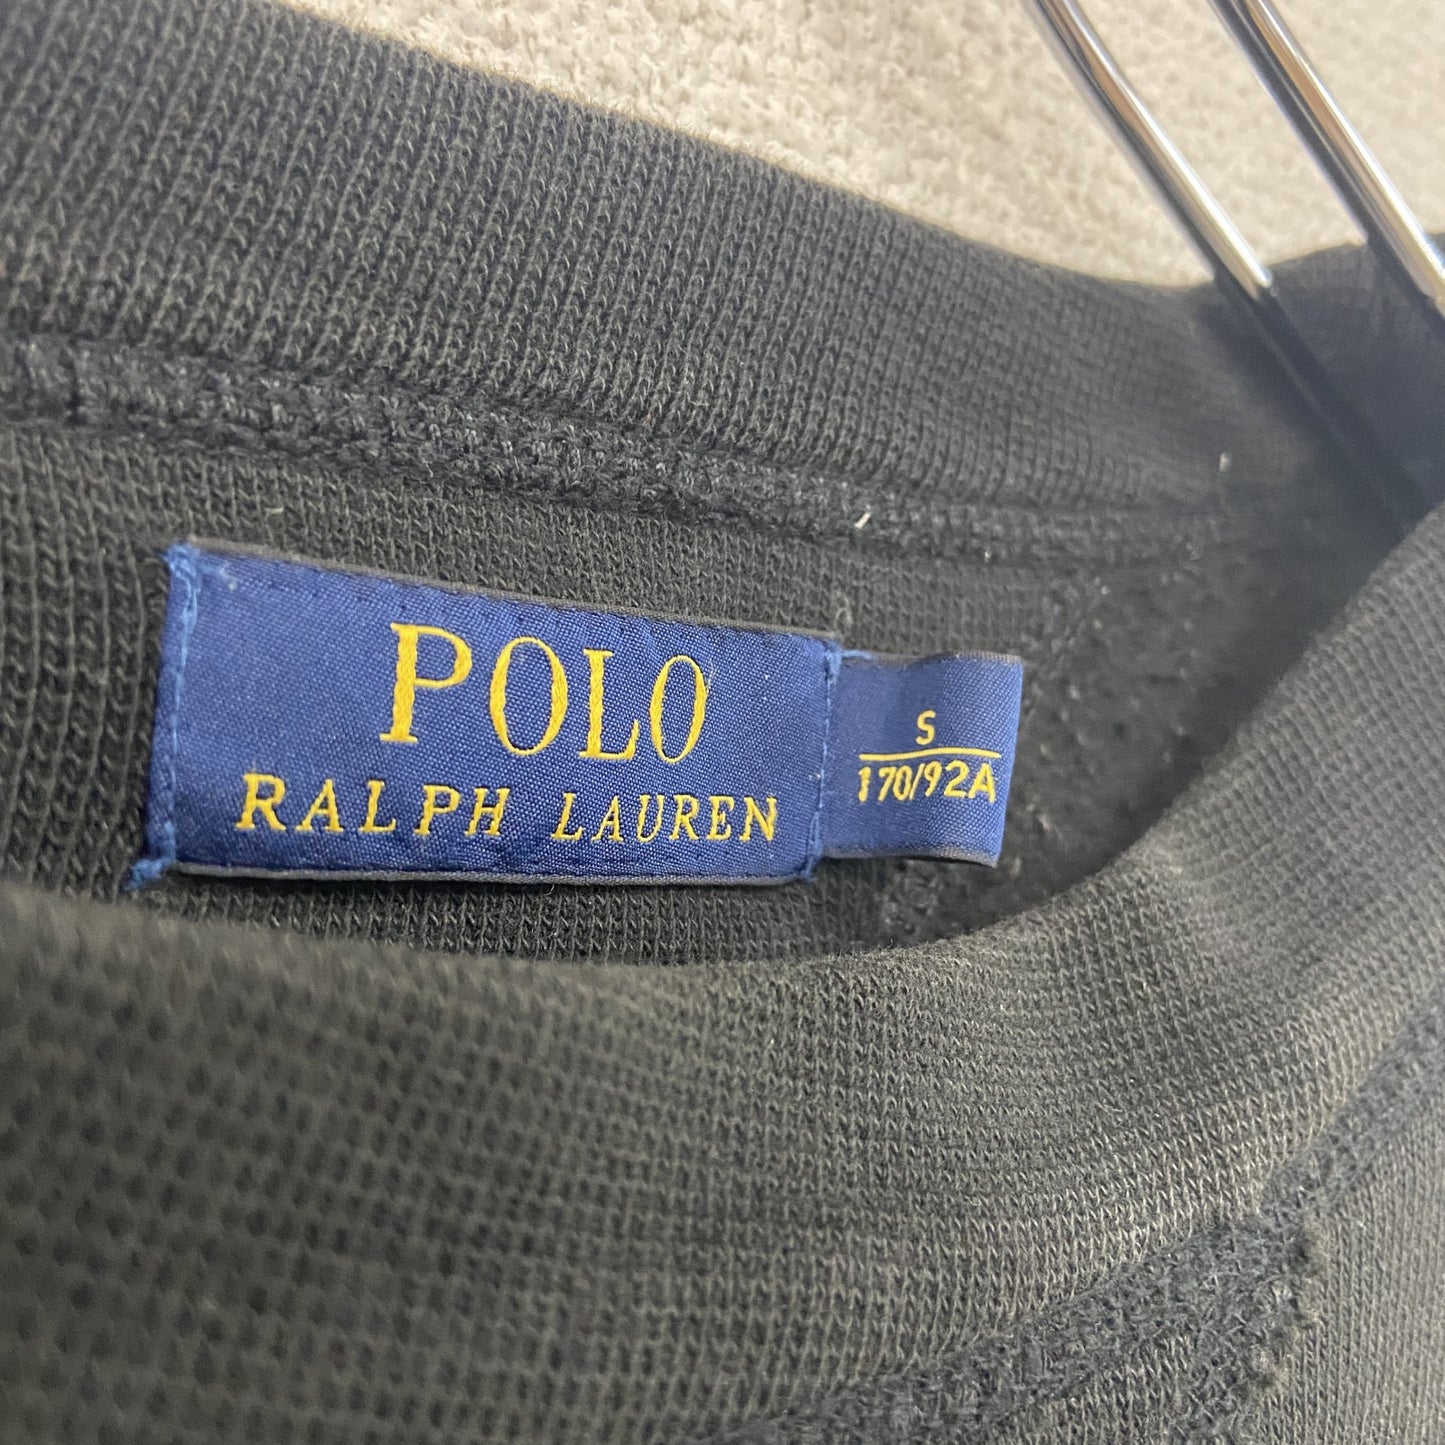 POLO
RALPH LAUREN
S
170/92A